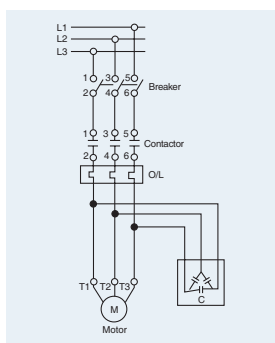 L1
L2
L3
1 3 5
2 4 6 Breaker
1 3 5
Contactor
2 4 6
O/L
T1 T2 T3
C
M
Motor